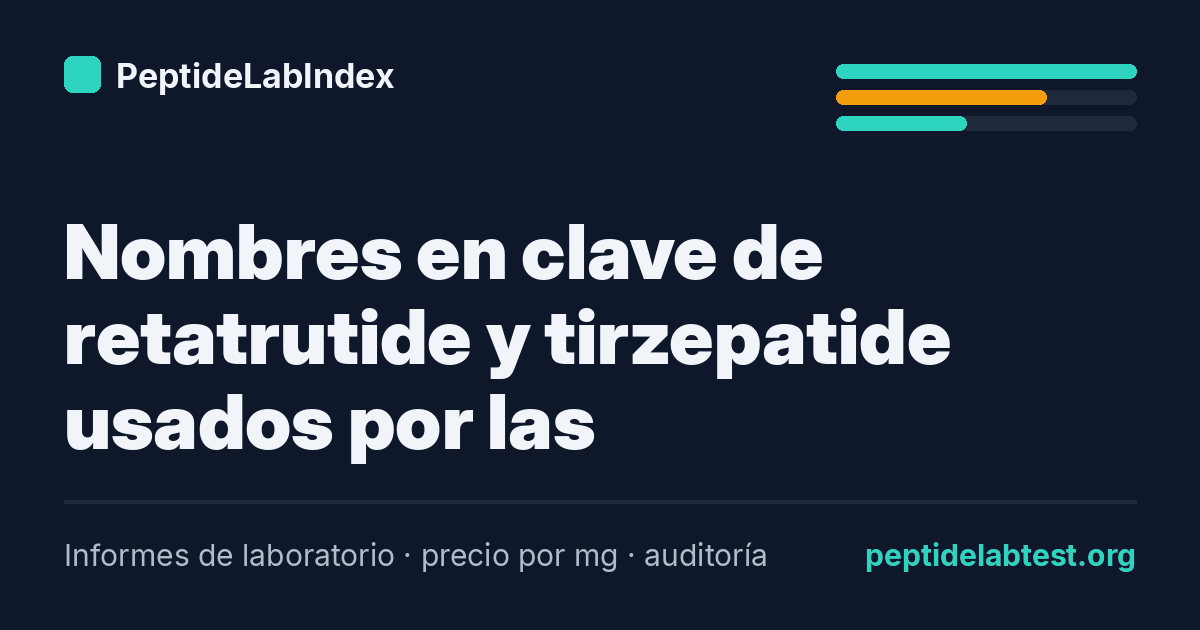 PeptideLabIndex
Nombres en clave de
retatrutide y tirzepatide
usados por las
Informes de laboratorio · precio por mg · auditoría
peptidelabtest.org